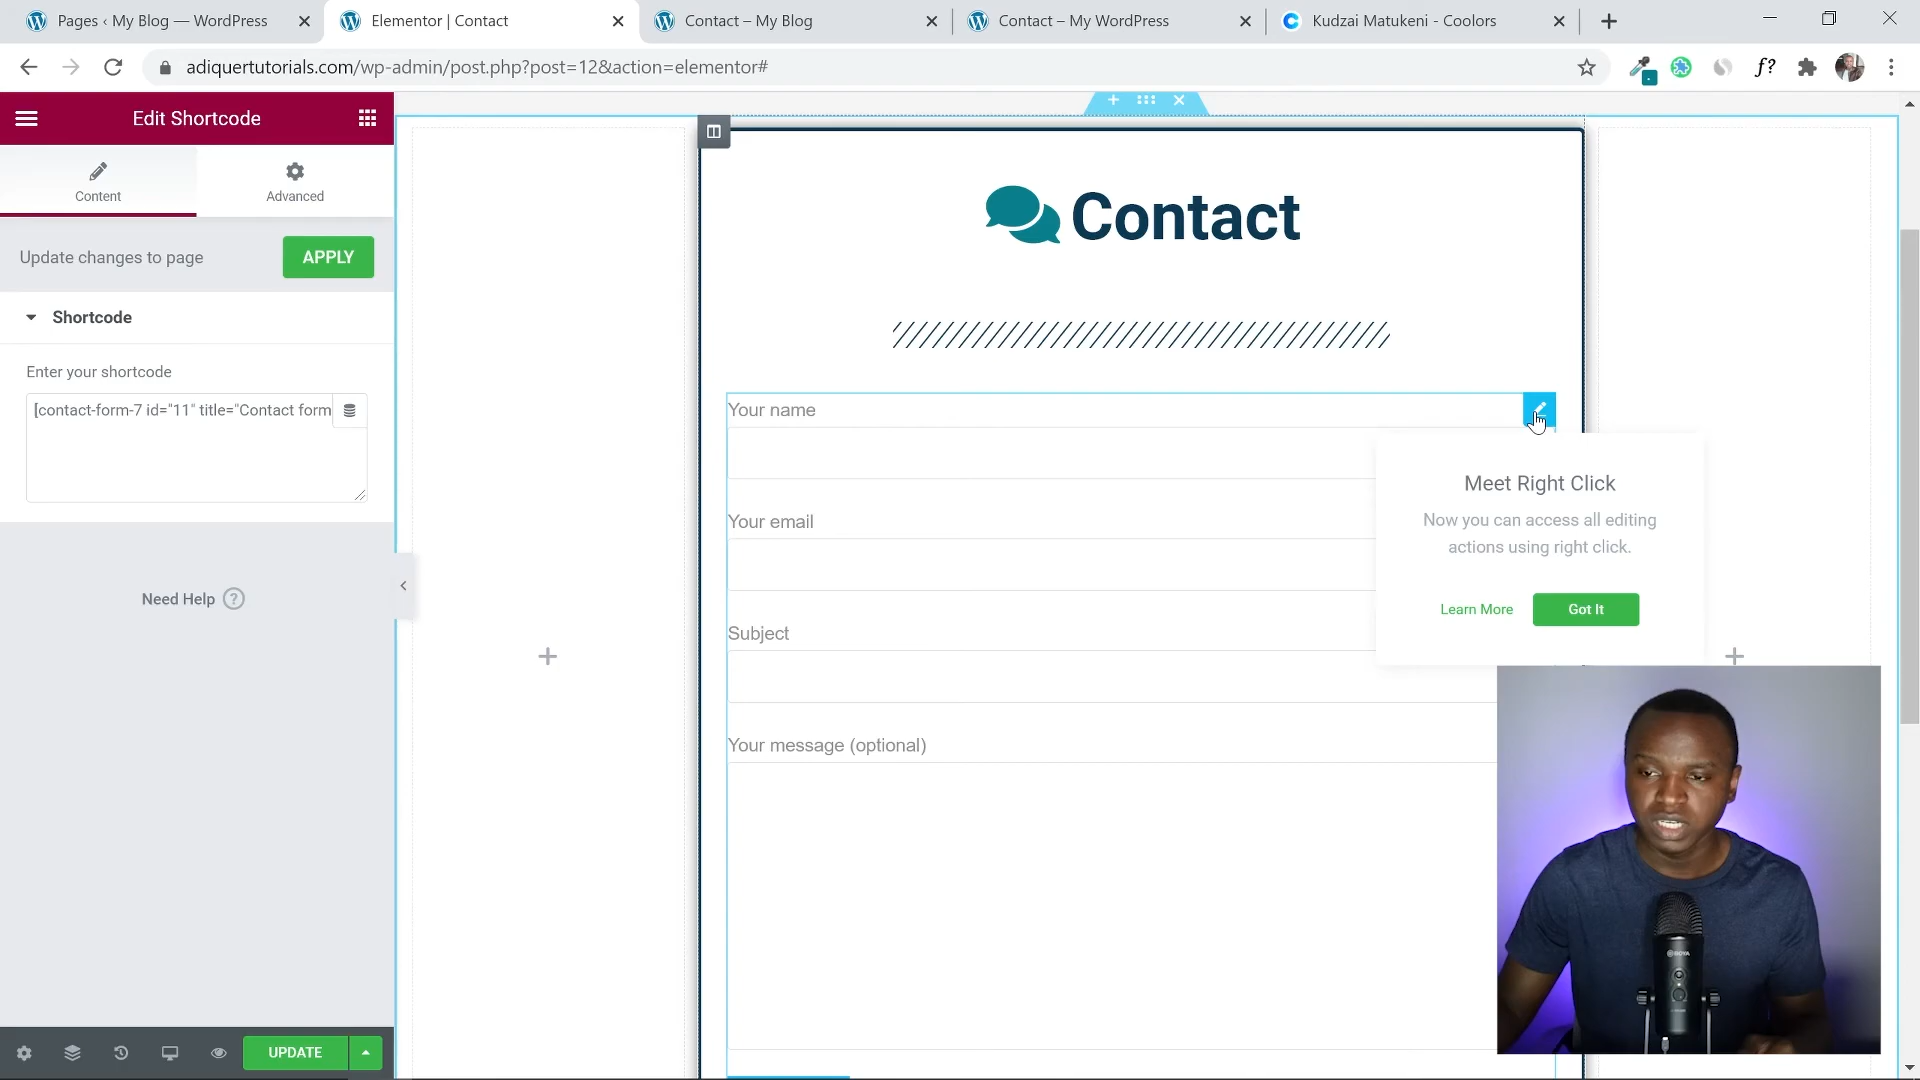 Pages ‹ My Blog — WordPress
Elementor | Contact
Contact – My Blog
Contact – My WordPress
Kudzai Matukeni - Coolors
adiquertutorials.com/wp-admin/post.php?post=12&action=elementor#
f?
Edit Shortcode
Content
Advanced
Update changes to page
APPLY
Shortcode
Enter your shortcode
[contact-form-7 id="11" title="Contact form
Need Help ?
UPDATE
Contact
Your name
Your email
Subject
Your message (optional)
Meet Right Click
Now you can access all editing
actions using right click.
Learn More
Got It
BOYA